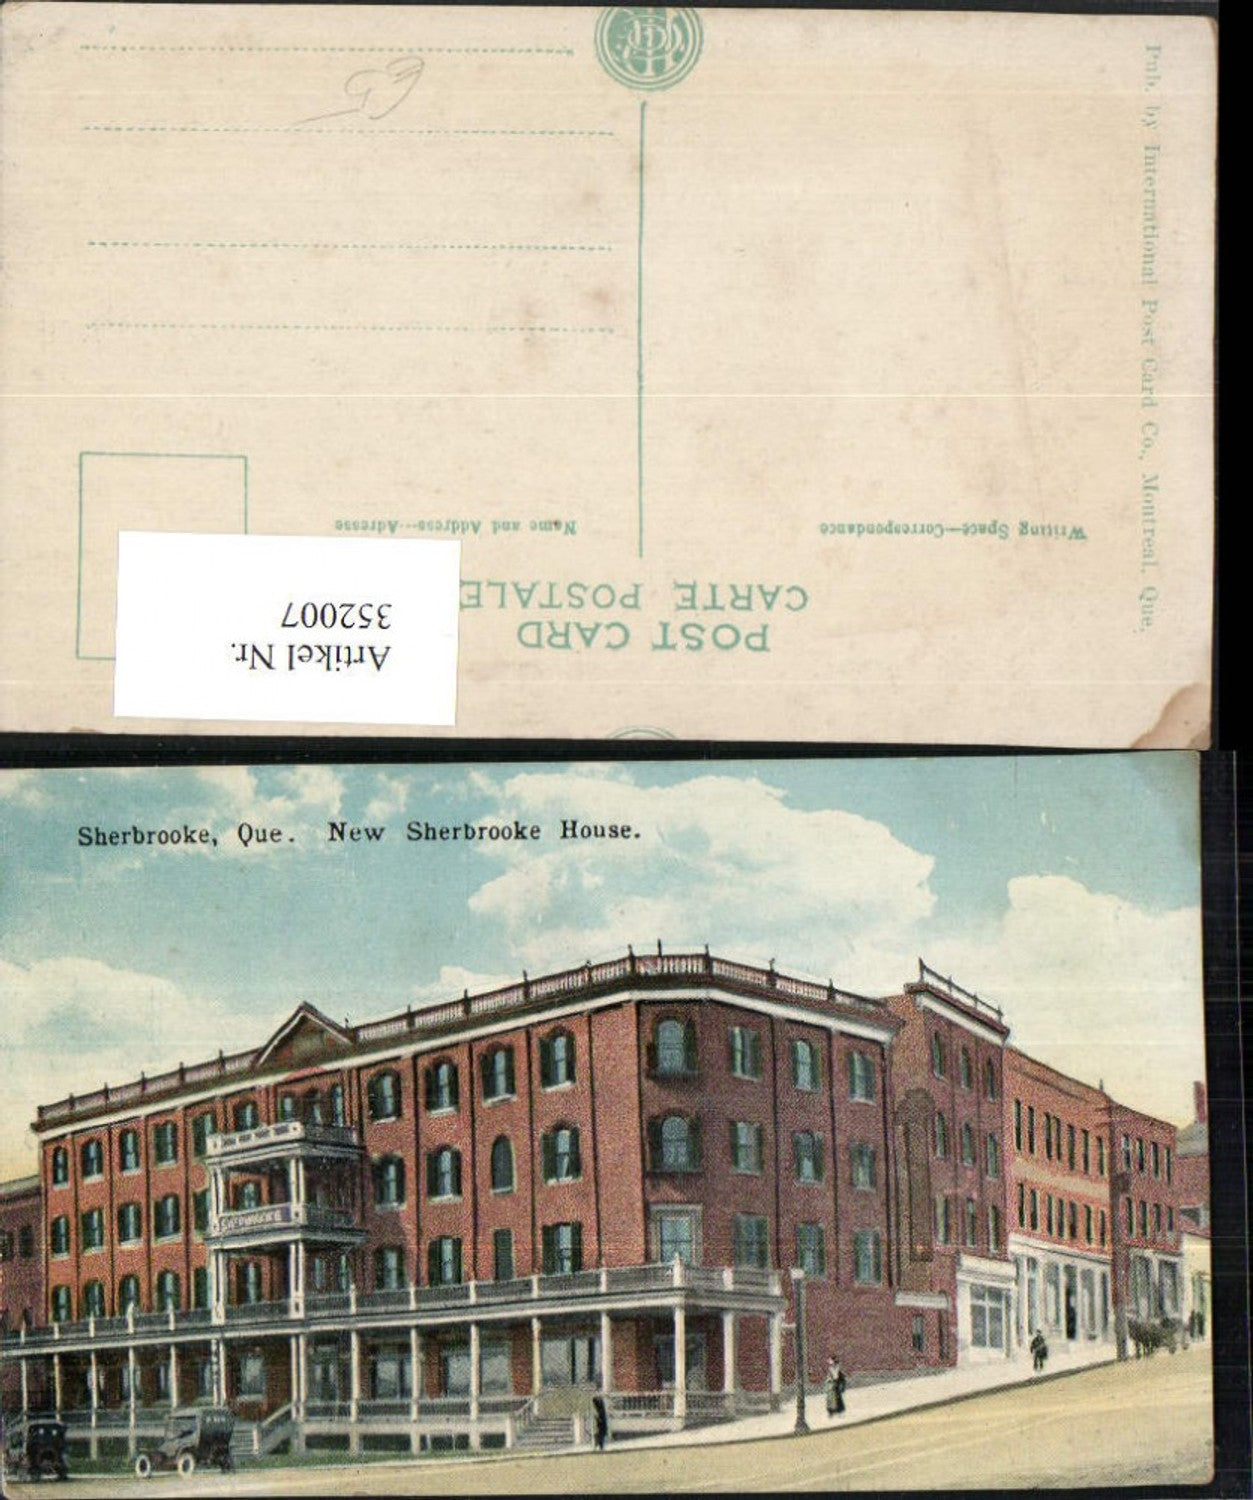 Pub. by International Post Card Co., Montreal, Que.
POST CARD
CARTE POSTALE
Writing Space—Correspondance
Name and Address---Adresse
Artikel Nr.
352007
Sherbrooke, Que. New Sherbrooke House.